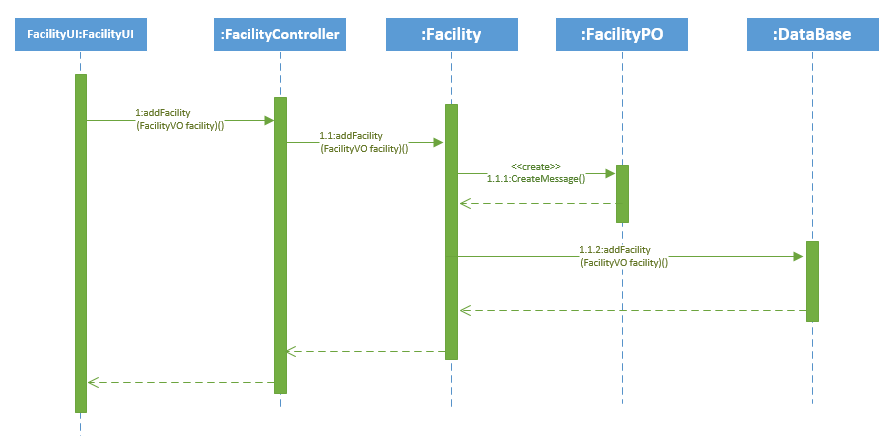 FacilityUI:FacilityUI
:FacilityController
:Facility
:FacilityPO
:DataBase
1:addFacility
(FacilityVO facility)()
1.1:addFacility
(FacilityVO facility)()
<<create>>
1.1.1:CreateMessage()
1.1.2:addFacility
(FacilityVO facility)()